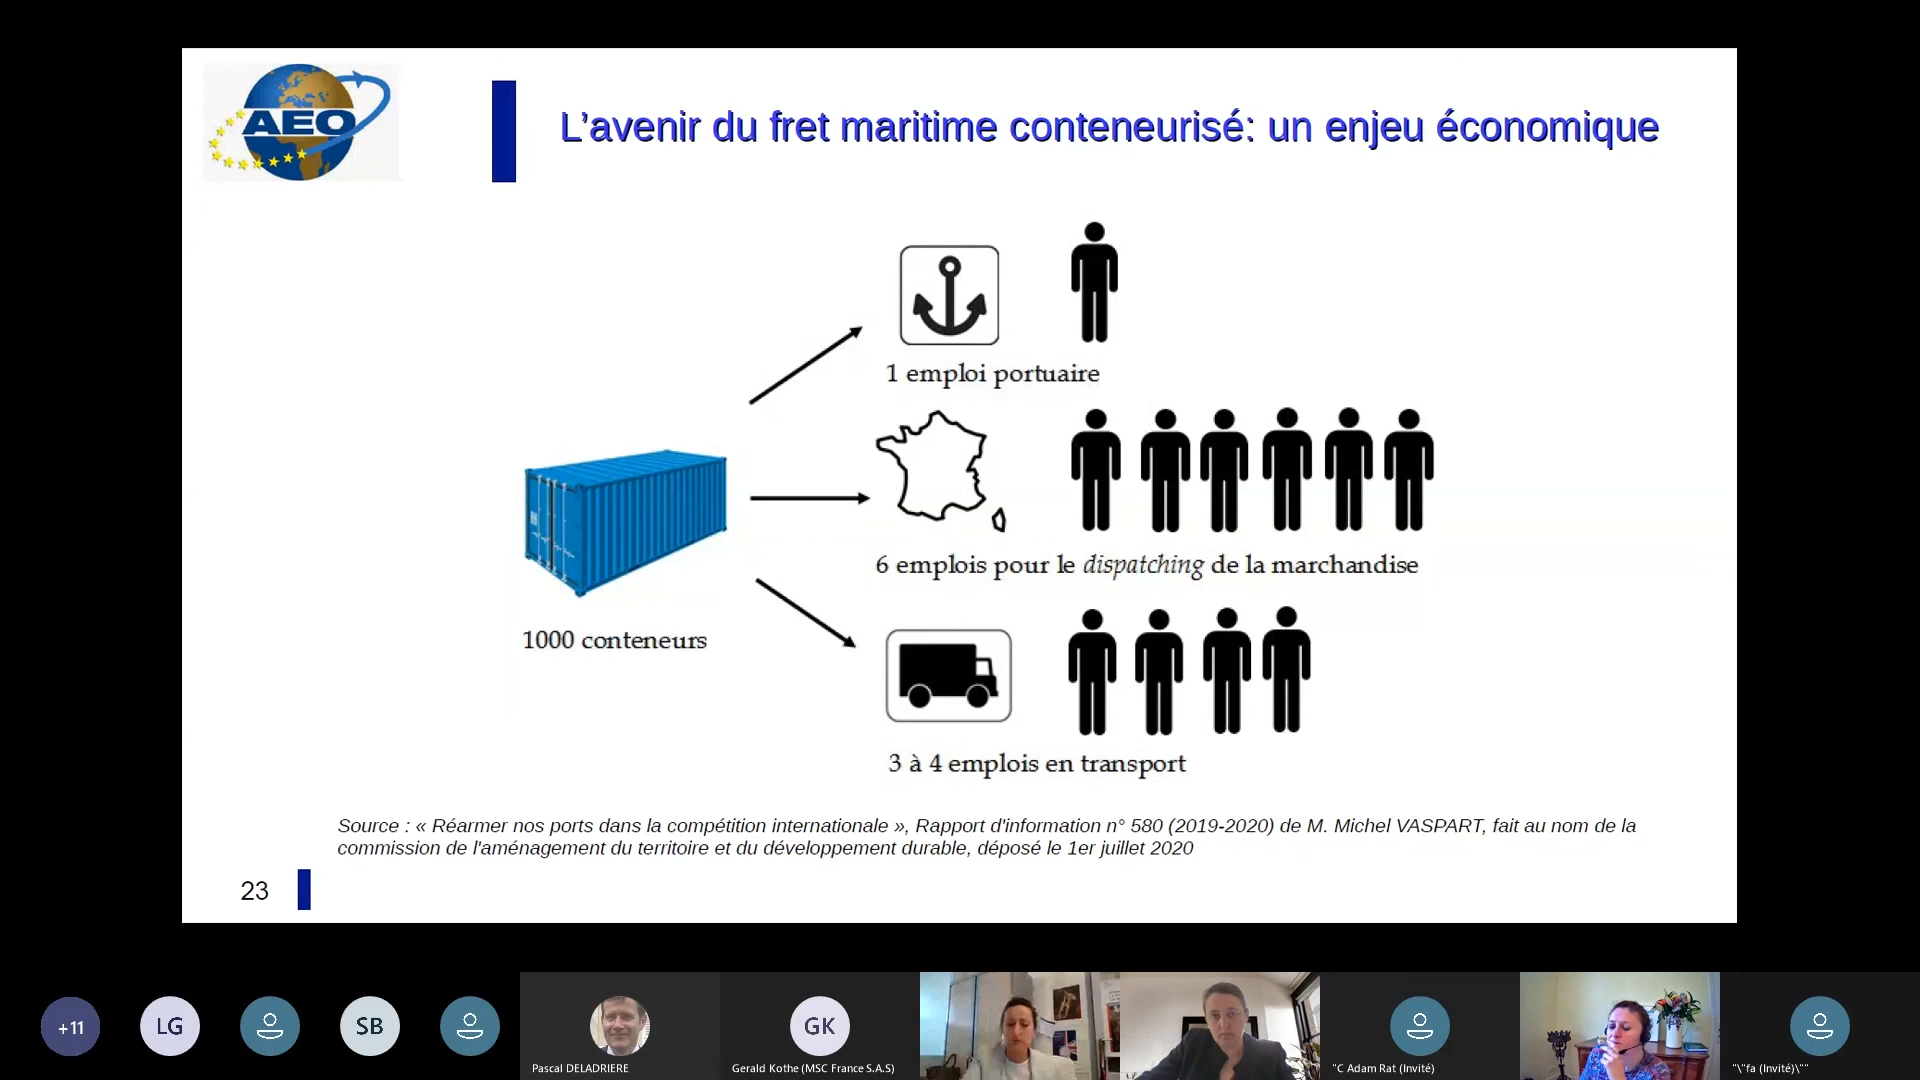 AEO
L'avenir du fret maritime conteneurisé: un enjeu économique
1 emploi portuaire
6 emplois pour le dispatching de la marchandise
1000 conteneurs
3 à 4 emplois en transport
Source : « Réarmer nos ports dans la compétition internationale », Rapport d'information n° 580 (2019-2020) de M. Michel VASPART, fait au nom de la
commission de l'aménagement du territoire et du développement durable, déposé le 1er juillet 2020
23
+11
LG
SB
Pascal DELADRIERE
GK
Gerald Kothe (MSC France S.A.S)
"C Adam Rat (Invité)
"\"fa (Invité)\""